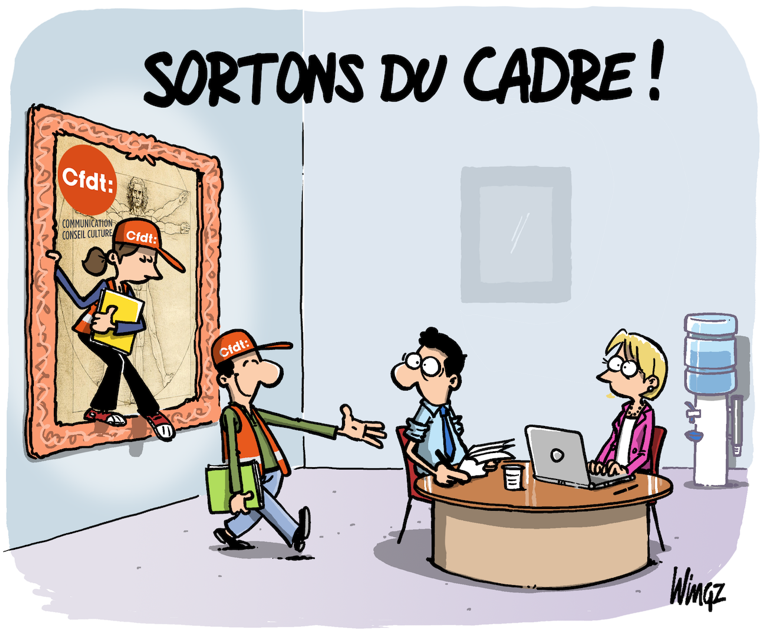 SORTONS DU CADRE !
Cfdt:
COMMUNICATION
CONSEIL CULTURE
Cfdt:
Cfdt:
Wingz